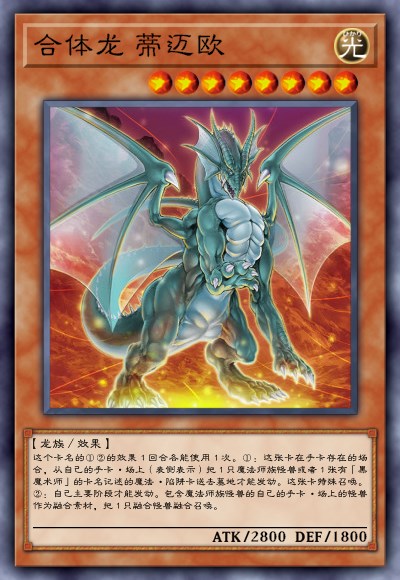 合体龙 蒂迈欧
光
【龙族／效果】
这个卡名的①②的效果1回合各能使用1次。①：这张卡在手卡存在的场
合，从自己的手卡·场上（表侧表示）把1只魔法师族怪兽或者1张有「黑
魔术师」的卡名记述的魔法·陷阱卡送去墓地才能发动。这张卡特殊召唤。
②：自己主要阶段才能发动。包含魔法师族怪兽的自己的手卡·场上的怪兽
作为融合素材，把1只融合怪兽融合召唤。
ATK/2800 DEF/1800